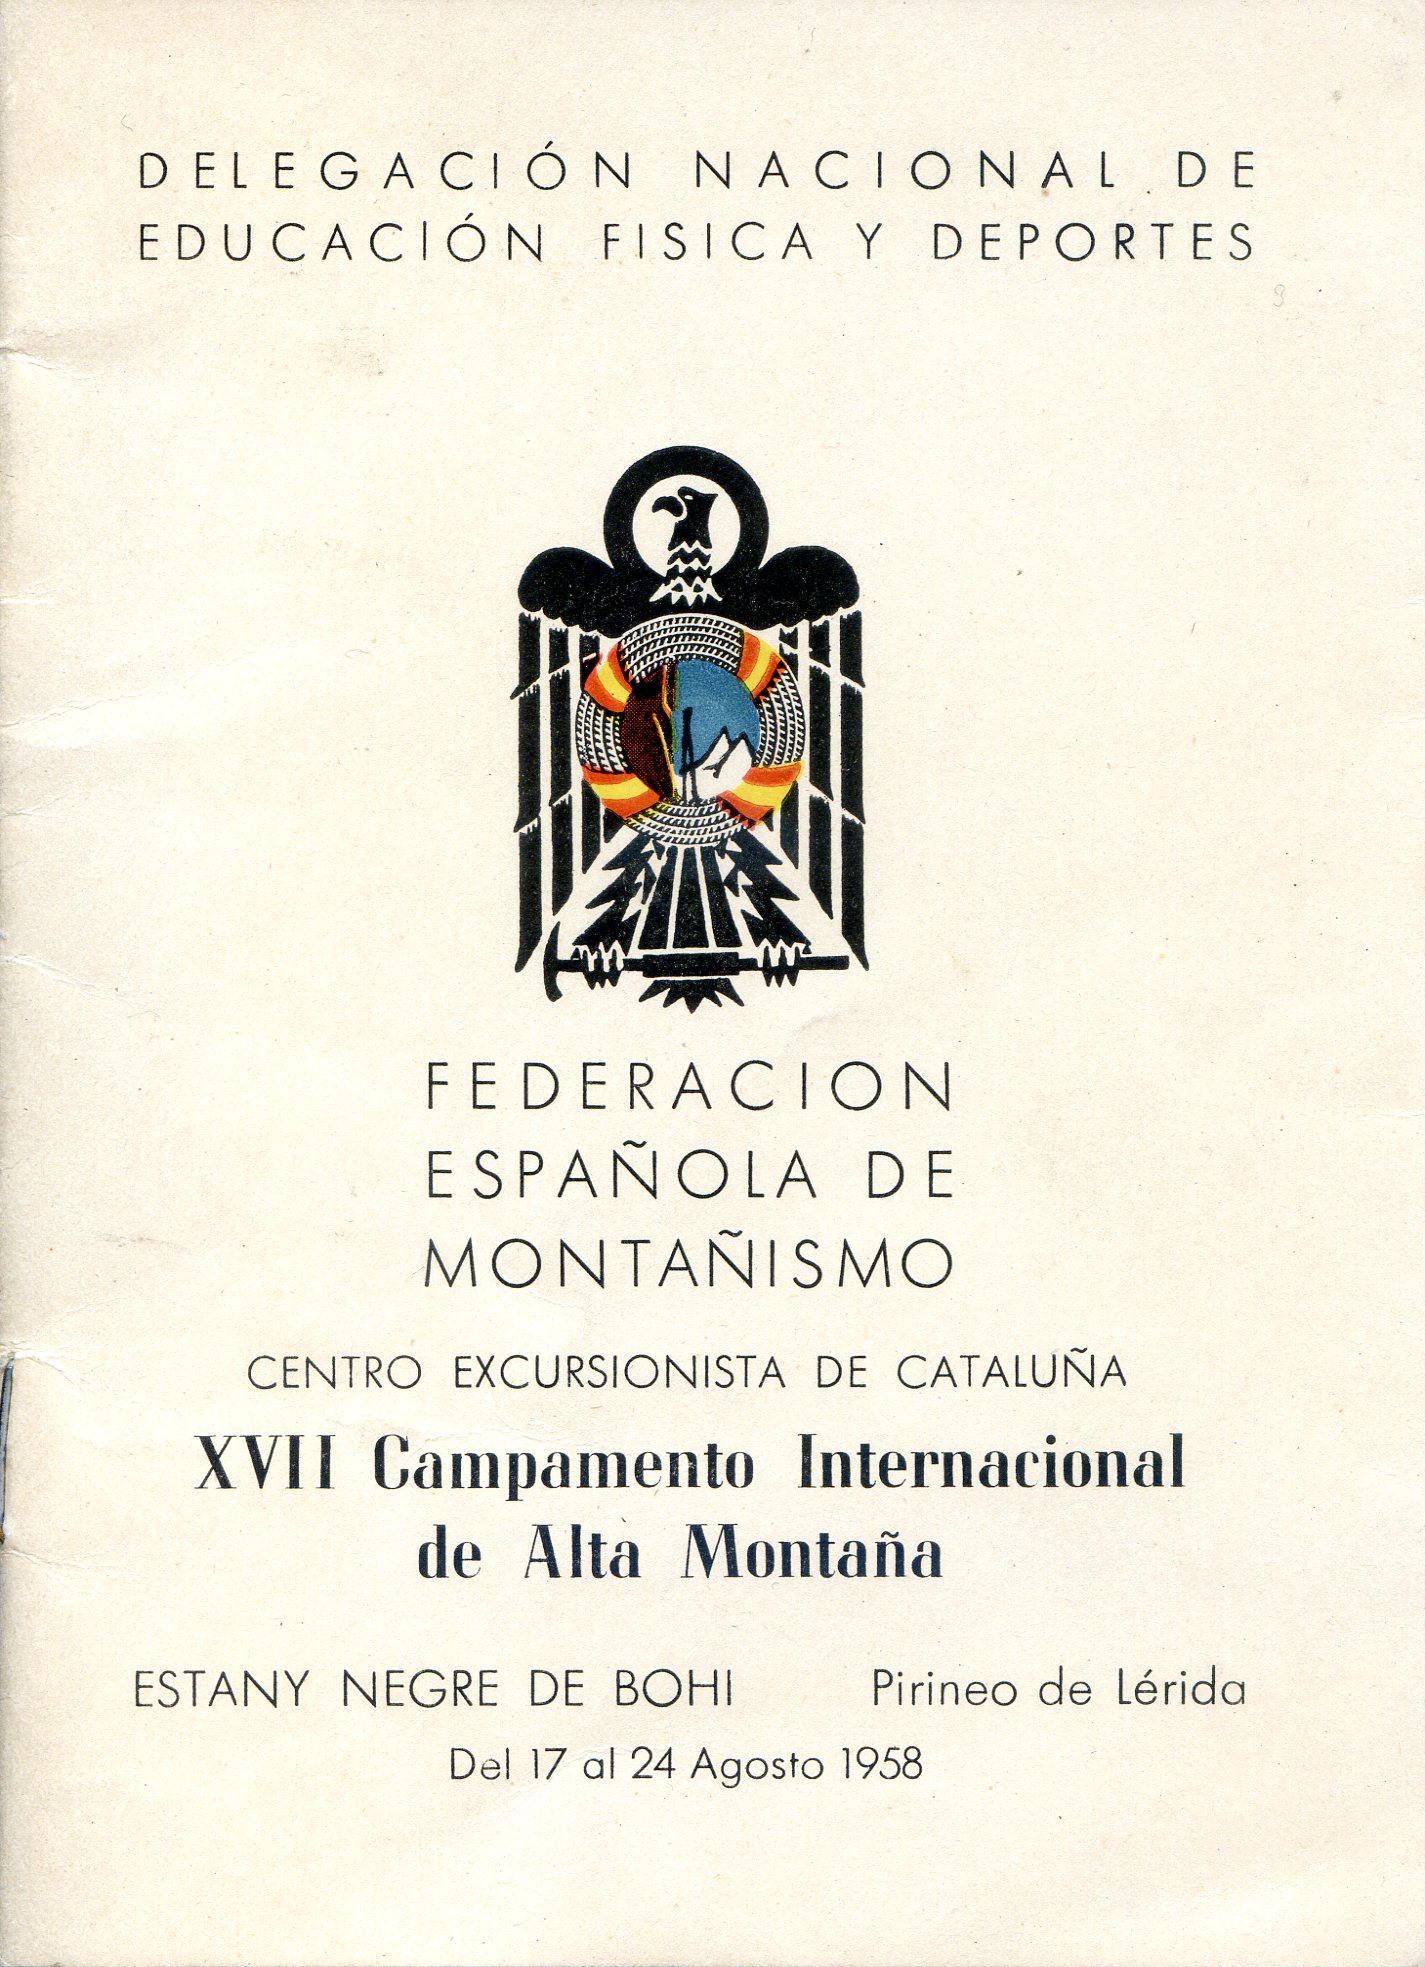 DELEGACIÓN NACIONAL DE
EDUCACIÓN FISICA Y DEPORTES
FEDERACION
ESPAÑOLA DE
MONTAÑISMO
CENTRO EXCURSIONISTA DE CATALUÑA
XVII Campamento Internacional
de Alta Montaña
ESTANY NEGRE DE BOHI Pirineo de Lérida
Del 17 al 24 Agosto 1958